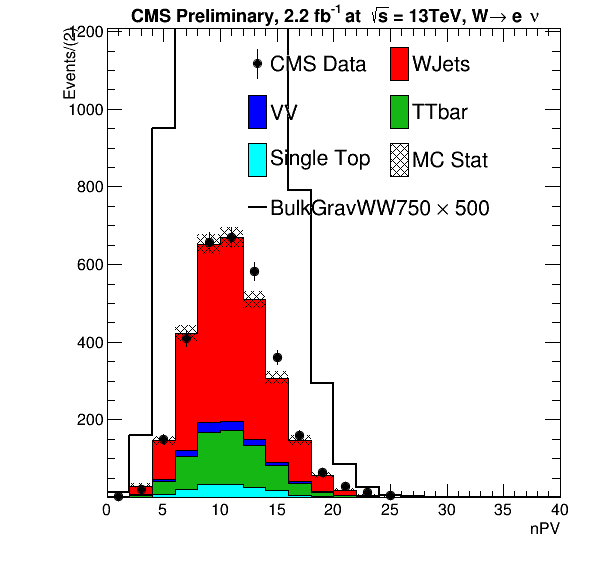 CMS Preliminary, 2.2 fb⁻¹ at √s = 13TeV, W→ e ν
Events/(2)
1200
1000
800
600
400
200
CMS Data
WJets
VV
TTbar
Single Top
MC Stat
BulkGravWW750 × 500
0 5 10 15 20 25 30 35 40
nPV